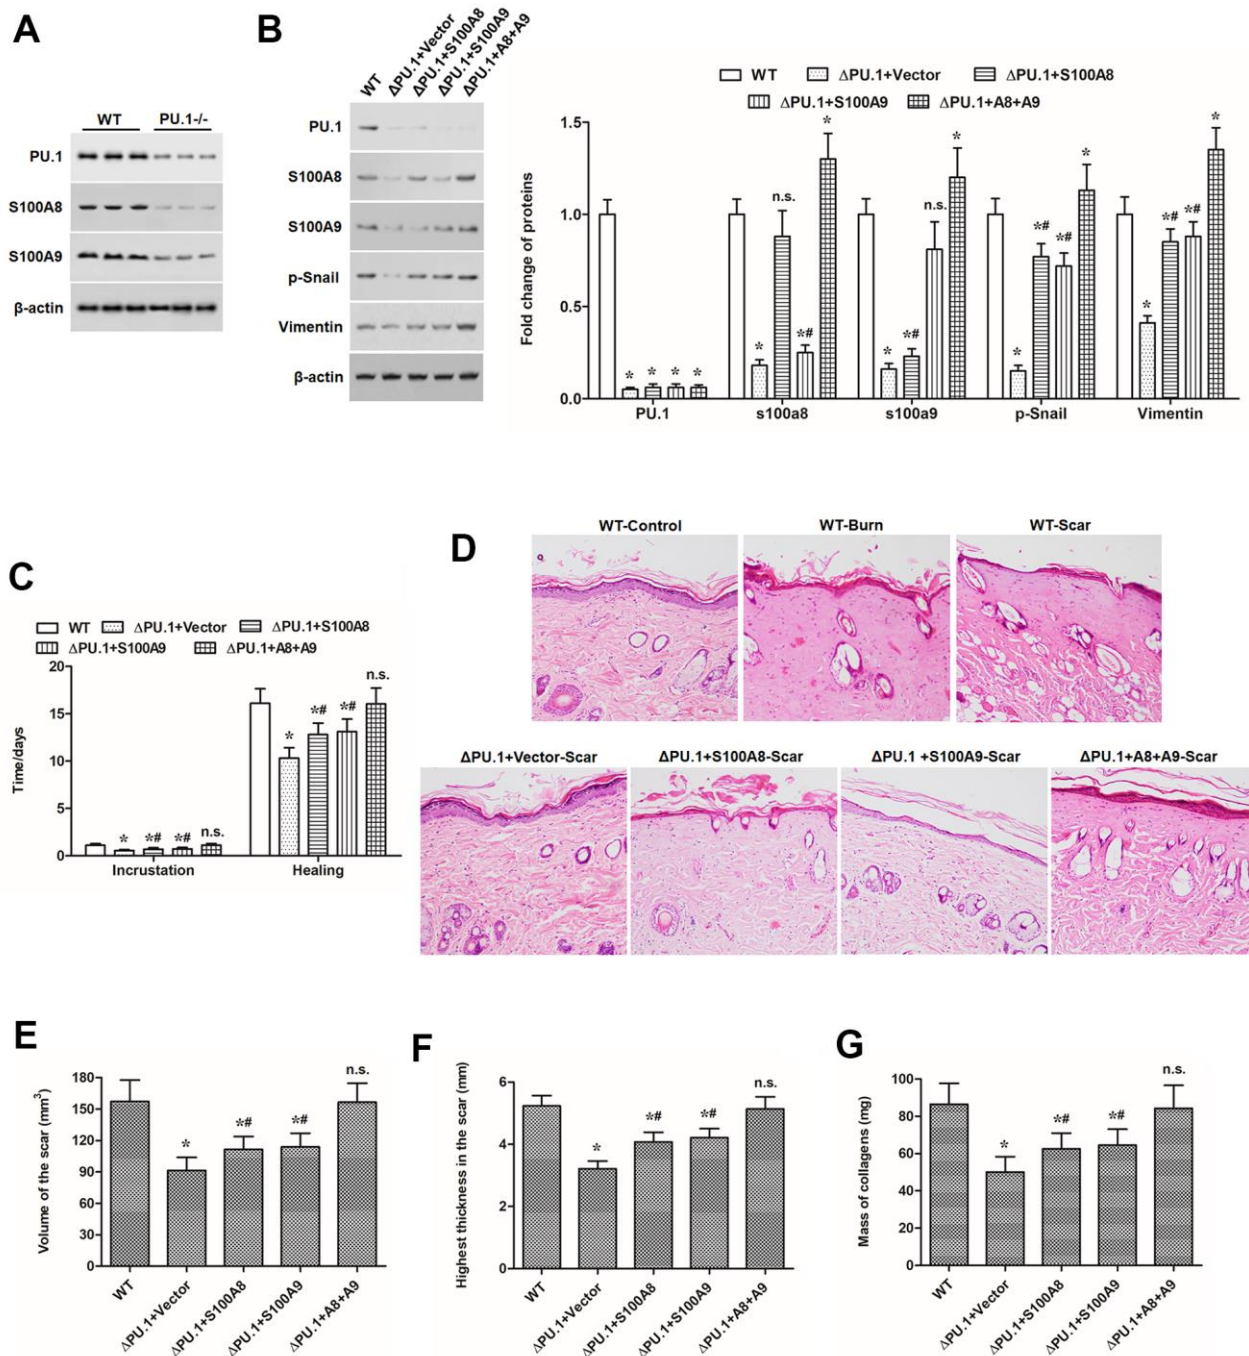 A
WT PU.1-/-
PU.1
S100A8
S100A9
β-actin
B
WT ΔPU.1+Vector ΔPU.1+S100A8 ΔPU.1+S100A9 ΔPU.1+A8+A9
PU.1
S100A8
S100A9
p-Snail
Vimentin
β-actin
WT ΔPU.1+Vector ΔPU.1+S100A8
ΔPU.1+S100A9 ΔPU.1+A8+A9
Fold change of proteins
1.5
1.0
0.5
0.0
* * * *
* n.s. *# *
* *# n.s. *
* *# *# *
* *# *# *
PU.1 s100a8 s100a9 p-Snail Vimentin
C
WT ΔPU.1+Vector ΔPU.1+S100A8
ΔPU.1+S100A9 ΔPU.1+A8+A9
Time/days
20
15
10
5
0
* *# *# n.s.
* *# *# n.s.
Incrustation Healing
D
WT-Control WT-Burn WT-Scar
ΔPU.1+Vector-Scar ΔPU.1+S100A8-Scar ΔPU.1 +S100A9-Scar ΔPU.1+A8+A9-Scar
E
Volume of the scar (mm³)
180
150
120
90
60
30
0
* *# *# n.s.
WT ΔPU.1+Vector ΔPU.1+S100A8 ΔPU.1+S100A9 ΔPU.1+A8+A9
F
Highest thickness in the scar (mm)
6
4
2
0
* *# *# n.s.
WT ΔPU.1+Vector ΔPU.1+S100A8 ΔPU.1+S100A9 ΔPU.1+A8+A9
G
Mass of collagens (mg)
100
80
60
40
20
0
* *# *# n.s.
WT ΔPU.1+Vector ΔPU.1+S100A8 ΔPU.1+S100A9 ΔPU.1+A8+A9